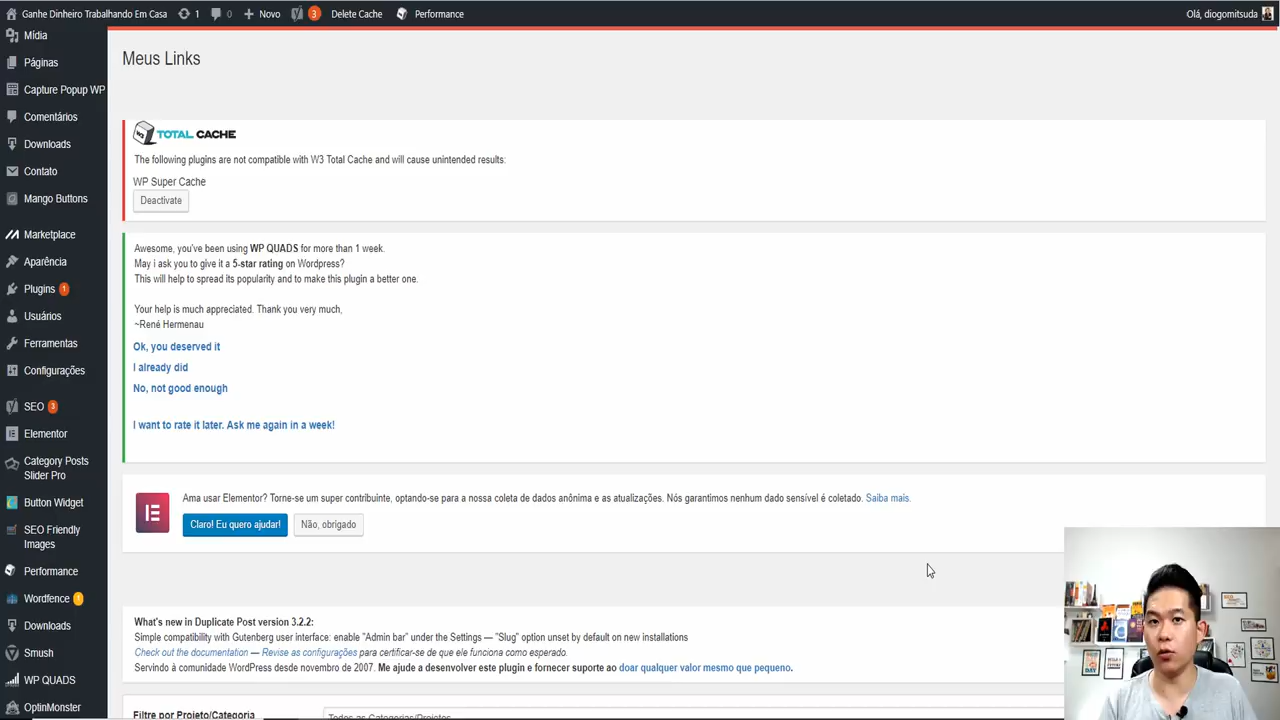 Ganhe Dinheiro Trabalhando Em Casa 1 0 Novo 3 Delete Cache Performance Olá, diogomitsuda
Mídia
Páginas
Capture Popup WP
Comentários
Downloads
Contato
Mango Buttons
Marketplace
Aparência
Plugins 1
Usuários
Ferramentas
Configurações
SEO 3
Elementor
Category Posts
Slider Pro
Button Widget
SEO Friendly
Images
Performance
Wordfence 1
Downloads
Smush
WP QUADS
OptinMonster
Meus Links
W3 TOTAL CACHE
The following plugins are not compatible with W3 Total Cache and will cause unintended results:
WP Super Cache
Deactivate
Awesome, you've been using WP QUADS for more than 1 week.
May i ask you to give it a 5-star rating on Wordpress?
This will help to spread its popularity and to make this plugin a better one.
Your help is much appreciated. Thank you very much,
~René Hermenau
Ok, you deserved it
I already did
No, not good enough
I want to rate it later. Ask me again in a week!
Ama usar Elementor? Torne-se um super contribuinte, optando-se para a nossa coleta de dados anônima e as atualizações. Nós garantimos nenhum dado sensível é coletado. Saiba mais.
Claro! Eu quero ajudar! Não, obrigado
What's new in Duplicate Post version 3.2.2:
Simple compatibility with Gutenberg user interface: enable "Admin bar" under the Settings — "Slug" option unset by default on new installations
Check out the documentation — Revise as configurações para certificar-se de que ele funciona como esperado.
Servindo à comunidade WordPress desde novembro de 2007. Me ajude a desenvolver este plugin e fornecer suporte ao doar qualquer valor mesmo que pequeno.
Filtre por Projeto/Categoria Todos as Categorias/Projetos